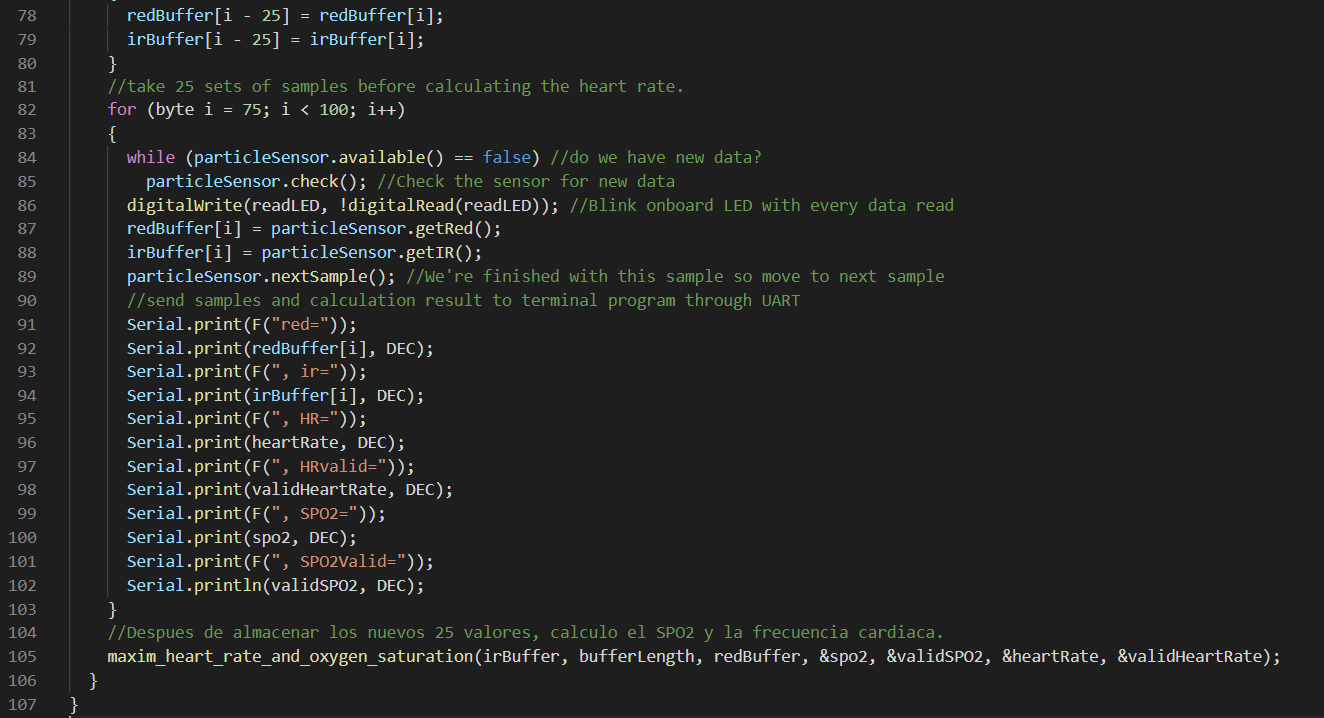 78 redBuffer[i - 25] = redBuffer[i];
79 irBuffer[i - 25] = irBuffer[i];
80 }
81 //take 25 sets of samples before calculating the heart rate.
82 for (byte i = 75; i < 100; i++)
83 {
84 while (particleSensor.available() == false) //do we have new data?
85 particleSensor.check(); //Check the sensor for new data
86 digitalWrite(readLED, !digitalRead(readLED)); //Blink onboard LED with every data read
87 redBuffer[i] = particleSensor.getRed();
88 irBuffer[i] = particleSensor.getIR();
89 particleSensor.nextSample(); //We're finished with this sample so move to next sample
90 //send samples and calculation result to terminal program through UART
91 Serial.print(F("red="));
92 Serial.print(redBuffer[i], DEC);
93 Serial.print(F(", ir="));
94 Serial.print(irBuffer[i], DEC);
95 Serial.print(F(", HR="));
96 Serial.print(heartRate, DEC);
97 Serial.print(F(", HRvalid="));
98 Serial.print(validHeartRate, DEC);
99 Serial.print(F(", SPO2="));
100 Serial.print(spo2, DEC);
101 Serial.print(F(", SPO2Valid="));
102 Serial.println(validSPO2, DEC);
103 }
104 //Despues de almacenar los nuevos 25 valores, calculo el SPO2 y la frecuencia cardiaca.
105 maxim_heart_rate_and_oxygen_saturation(irBuffer, bufferLength, redBuffer, &spo2, &validSPO2, &heartRate, &validHeartRate);
106 }
107 }